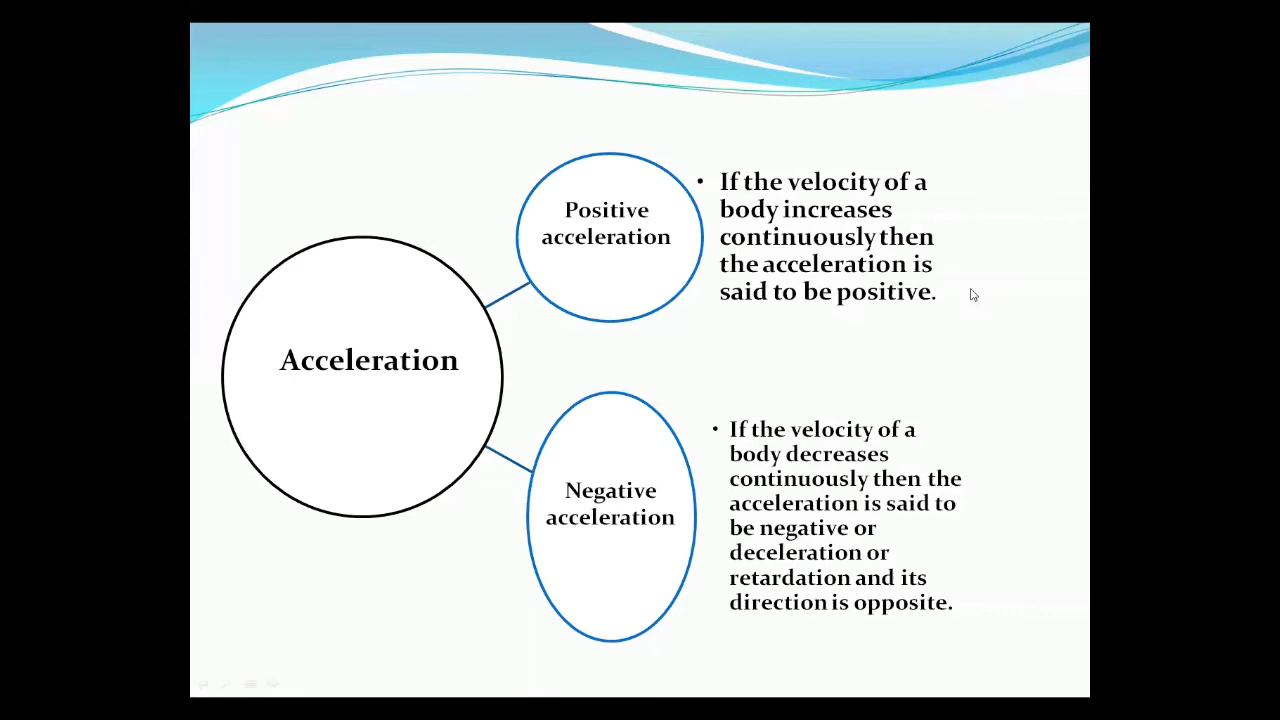 Acceleration
Positive
acceleration
• If the velocity of a
body increases
continuously then
the acceleration is
said to be positive.
Negative
acceleration
• If the velocity of a
body decreases
continuously then the
acceleration is said to
be negative or
deceleration or
retardation and its
direction is opposite.